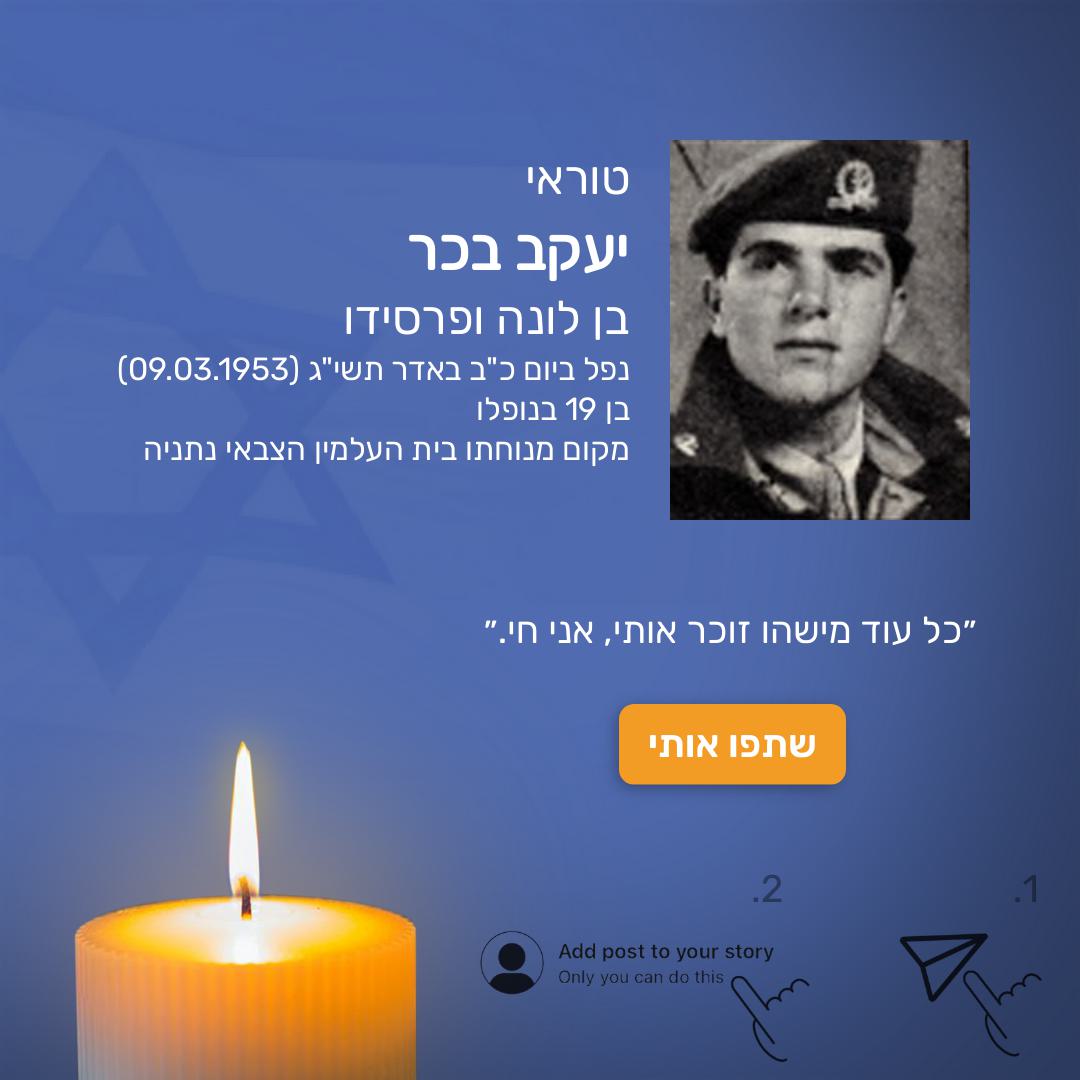 טוראי
יעקב בכר
בן לונה ופרסידו
נפל ביום כ"ב באדר תשי"ג (09.03.1953)
בן 19 בנופלו
מקום מנוחתו בית העלמין הצבאי נתניה
״כל עוד מישהו זוכר אותי, אני חי.״
שתפו אותי
.1
.2
Add post to your story
Only you can do this